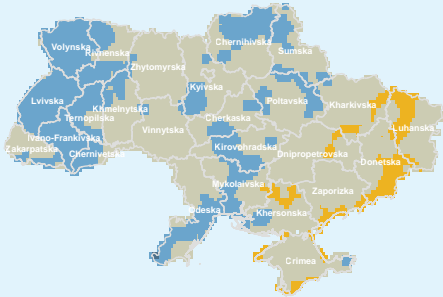 Chernihivska
Volynska
Rivnenska
Sumska
Zhytomyrska
Kyivska
Lvivska
Poltavska
Kharkivska
Khmelnytska
Ternopilska
Cherkaska
Luhanska
Vinnytska
Ivano-Frankivska
Kirovohradska
Zakarpatska
Chernivetska
Dnipropetrovska
Donetska
Mykolaivska
Zaporizka
Odeska
Khersonska
Crimea